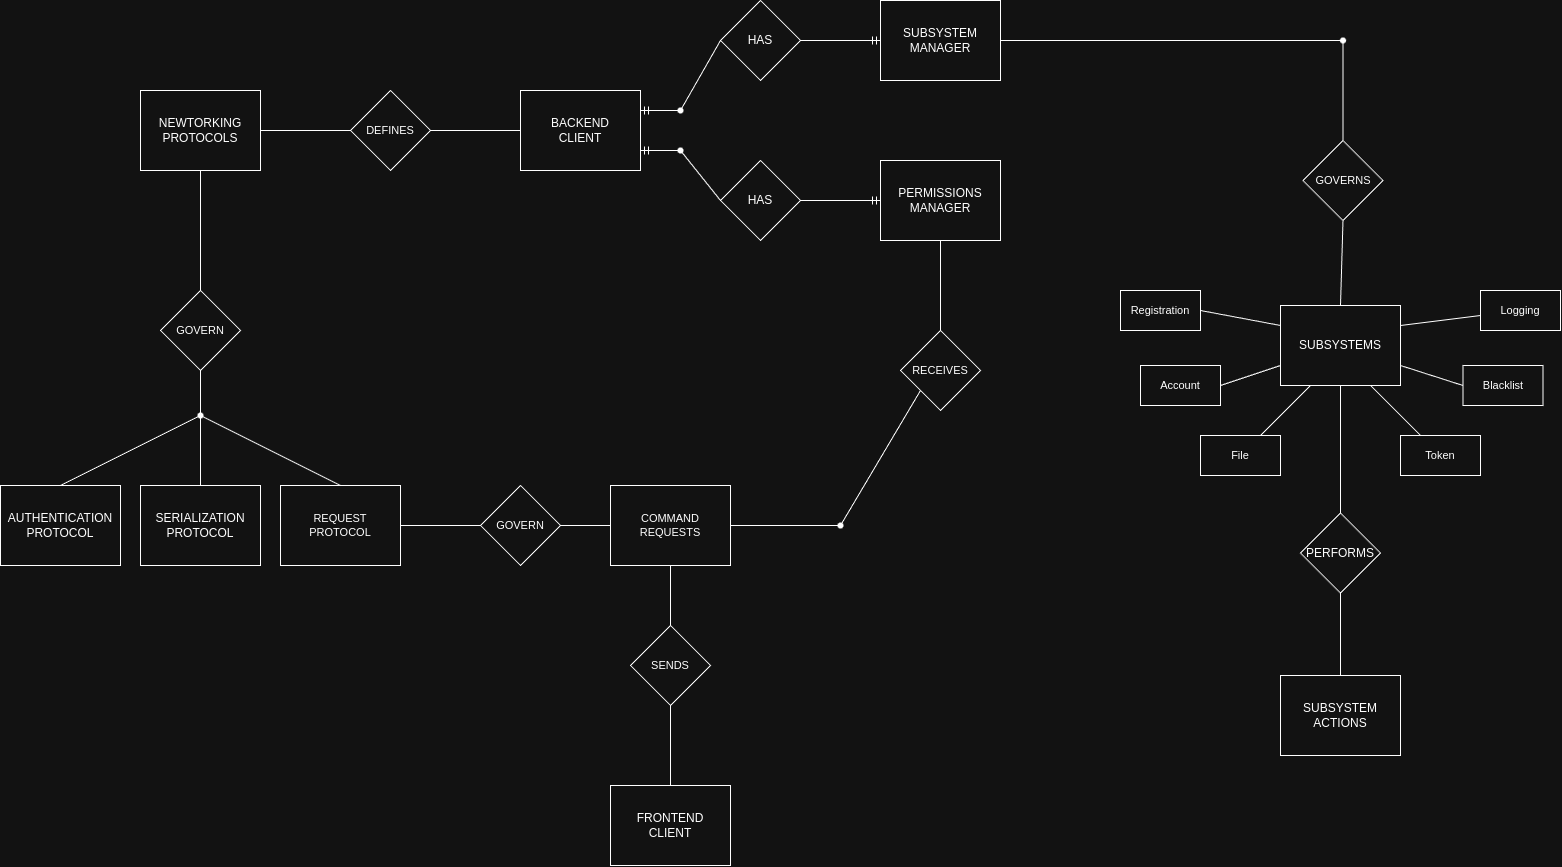 HAS
SUBSYSTEM
MANAGER
NEWTORKING
PROTOCOLS
DEFINES
BACKEND
CLIENT
HAS
PERMISSIONS
MANAGER
GOVERNS
GOVERN
RECEIVES
Registration
Logging
SUBSYSTEMS
Account
Blacklist
File
Token
AUTHENTICATION
PROTOCOL
SERIALIZATION
PROTOCOL
REQUEST
PROTOCOL
GOVERN
COMMAND
REQUESTS
PERFORMS
SENDS
SUBSYSTEM
ACTIONS
FRONTEND
CLIENT